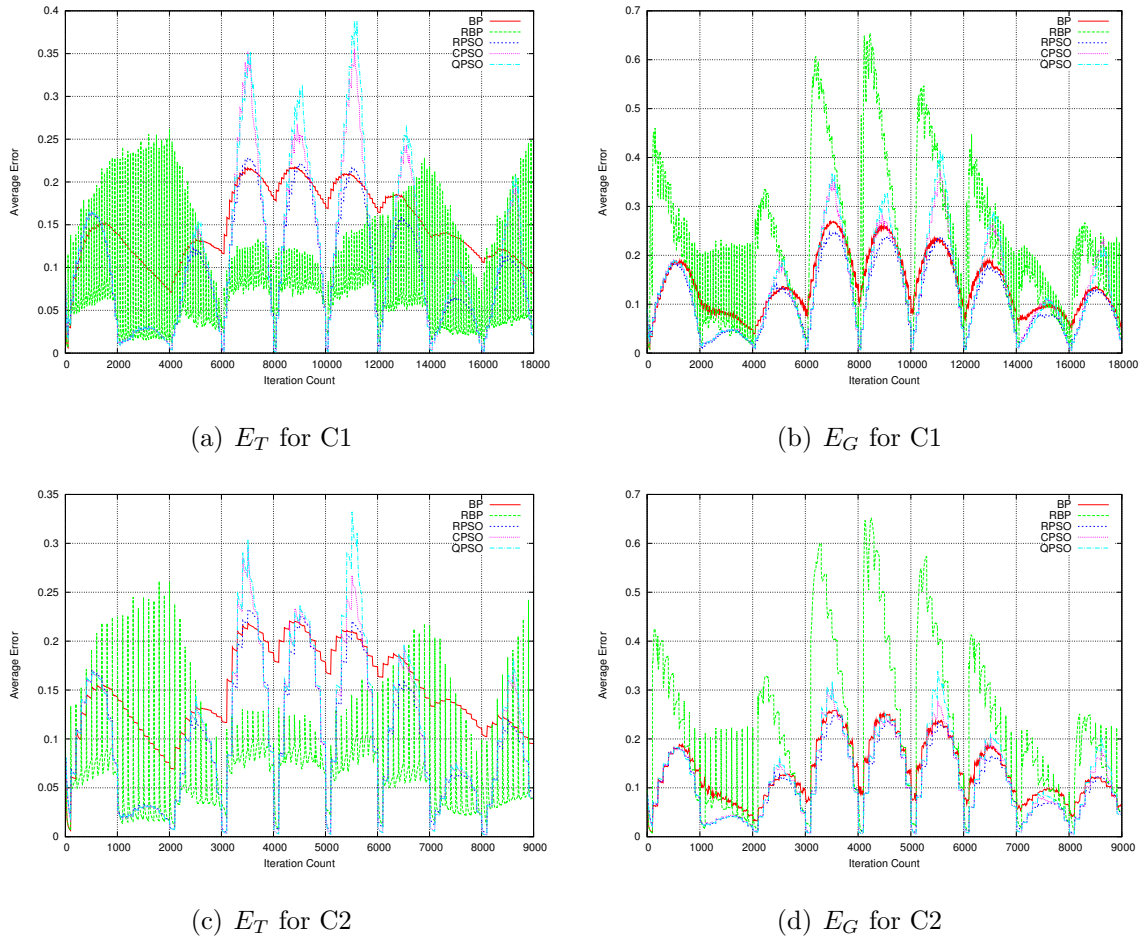 0.4
0.35
0.3
0.25
0.2
0.15
0.1
0.05
0
Average Error
BP
RBP
RPSO
CPSO
QPSO
0 2000 4000 6000 8000 10000 12000 14000 16000 18000
Iteration Count
(a) E_T for C1
0.7
0.6
0.5
0.4
0.3
0.2
0.1
0
Average Error
BP
RBP
RPSO
CPSO
QPSO
0 2000 4000 6000 8000 10000 12000 14000 16000 18000
Iteration Count
(b) E_G for C1
0.35
0.3
0.25
0.2
0.15
0.1
0.05
0
Average Error
BP
RBP
RPSO
CPSO
QPSO
0 1000 2000 3000 4000 5000 6000 7000 8000 9000
Iteration Count
(c) E_T for C2
0.7
0.6
0.5
0.4
0.3
0.2
0.1
0
Average Error
BP
RBP
RPSO
CPSO
QPSO
0 1000 2000 3000 4000 5000 6000 7000 8000 9000
Iteration Count
(d) E_G for C2